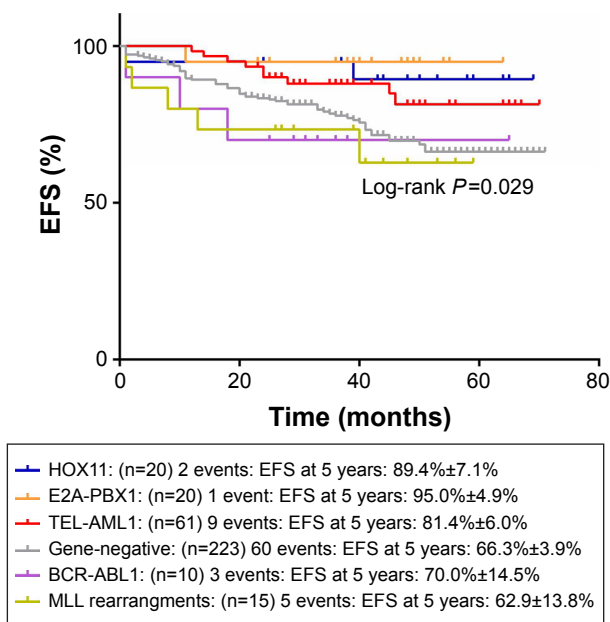 100
50
0
EFS (%)
Log-rank P=0.029
0 20 40 60 80
Time (months)
HOX11: (n=20) 2 events: EFS at 5 years: 89.4%±7.1%
E2A-PBX1: (n=20) 1 event: EFS at 5 years: 95.0%±4.9%
TEL-AML1: (n=61) 9 events: EFS at 5 years: 81.4%±6.0%
Gene-negative: (n=223) 60 events: EFS at 5 years: 66.3%±3.9%
BCR-ABL1: (n=10) 3 events: EFS at 5 years: 70.0%±14.5%
MLL rearrangments: (n=15) 5 events: EFS at 5 years: 62.9±13.8%